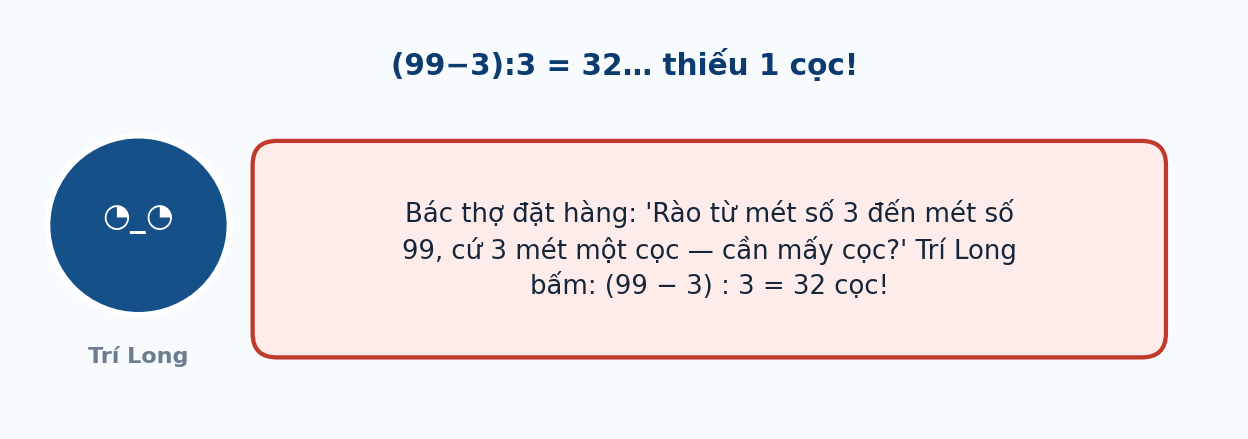 (99−3):3 = 32… thiếu 1 cọc!
Bác thợ đặt hàng: 'Rào từ mét số 3 đến mét số
99, cứ 3 mét một cọc — cần mấy cọc?' Trí Long
bấm: (99 − 3) : 3 = 32 cọc!
◔_◔
Trí Long